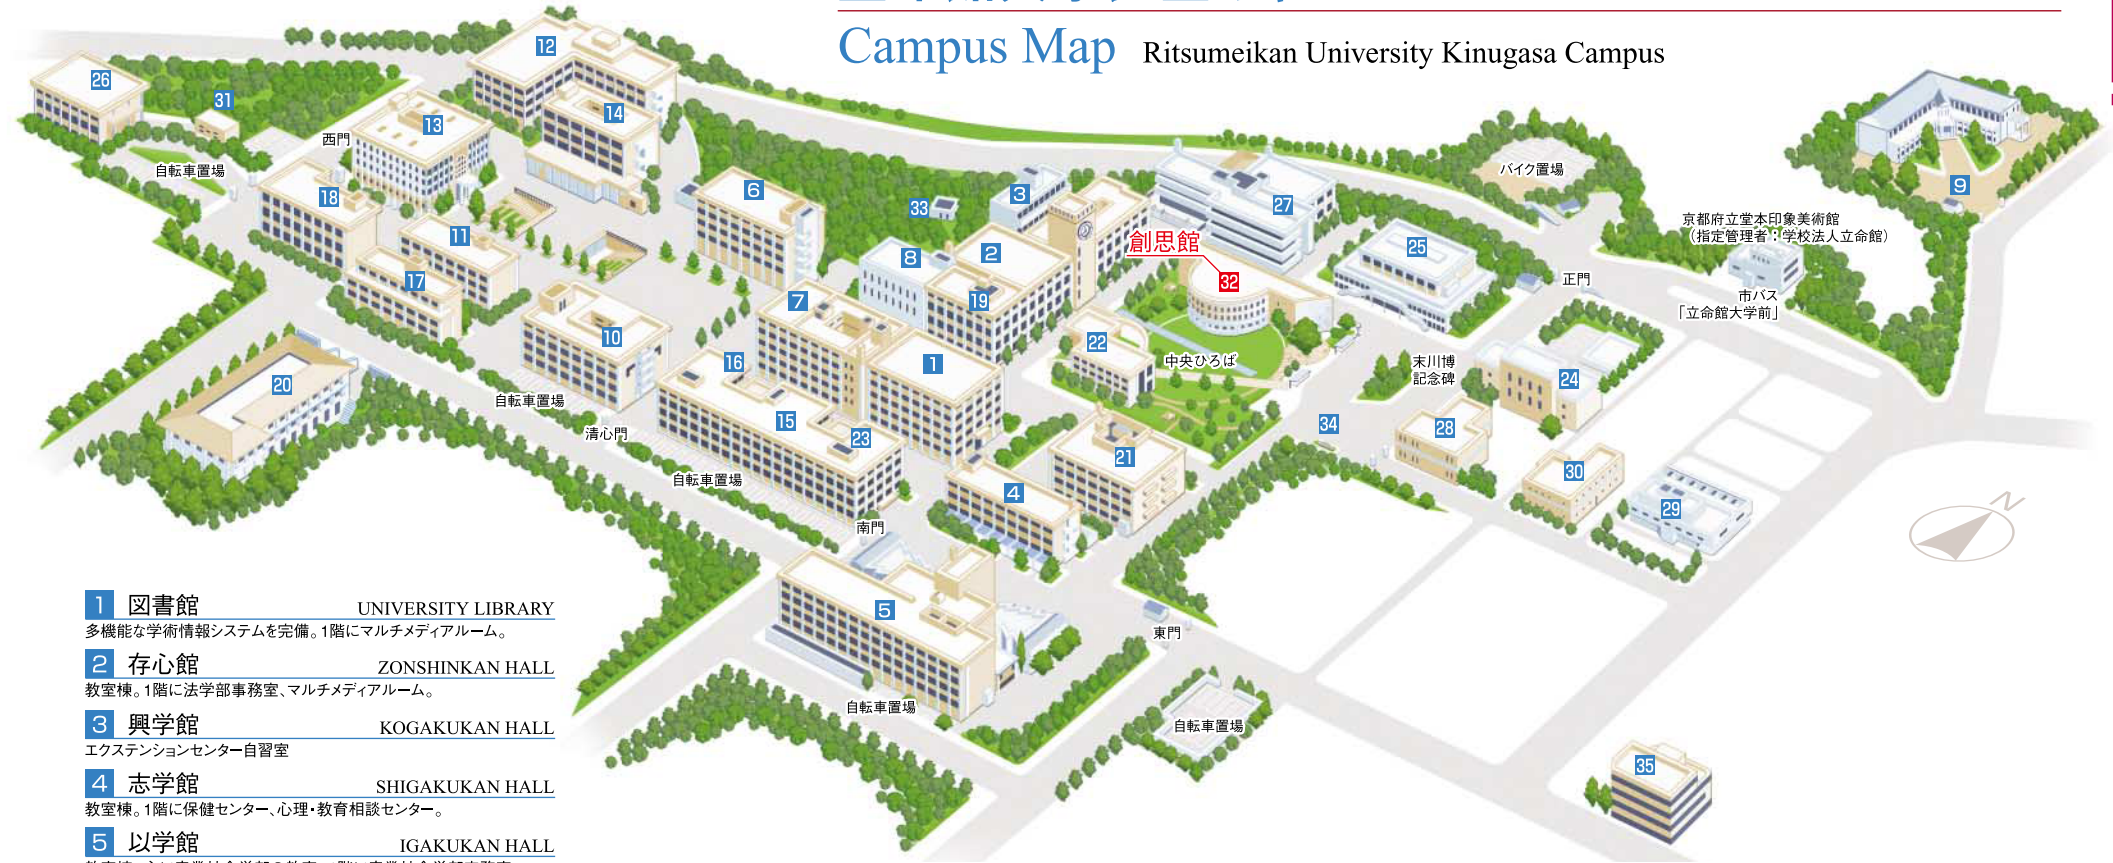 Campus Map Ritsumeikan University Kinugasa Campus
12
26
31
13
14
西門
自転車置場
バイク置場
18
6
33
3
27
9
京都府立堂本印象美術館
（指定管理者：学校法人立命館）
11
創思館
8
2
25
32
17
7
19
正門
市バス
「立命館大学前」
10
22
16
1
中央ひろば
末川博
記念碑
20
24
自転車置場
清心門
15
23
34
28
21
自転車置場
4
30
29
南門
5
東門
自転車置場
自転車置場
35
1 図書館 UNIVERSITY LIBRARY
多機能な学術情報システムを完備。1階にマルチメディアルーム。
2 存心館 ZONSHINKAN HALL
教室棟。1階に法学部事務室、マルチメディアルーム。
3 興学館 KOGAKUKAN HALL
エクステンションセンター自習室
4 志学館 SHIGAKUKAN HALL
教室棟。1階に保健センター、心理・教育相談センター。
5 以学館 IGAKUKAN HALL
N